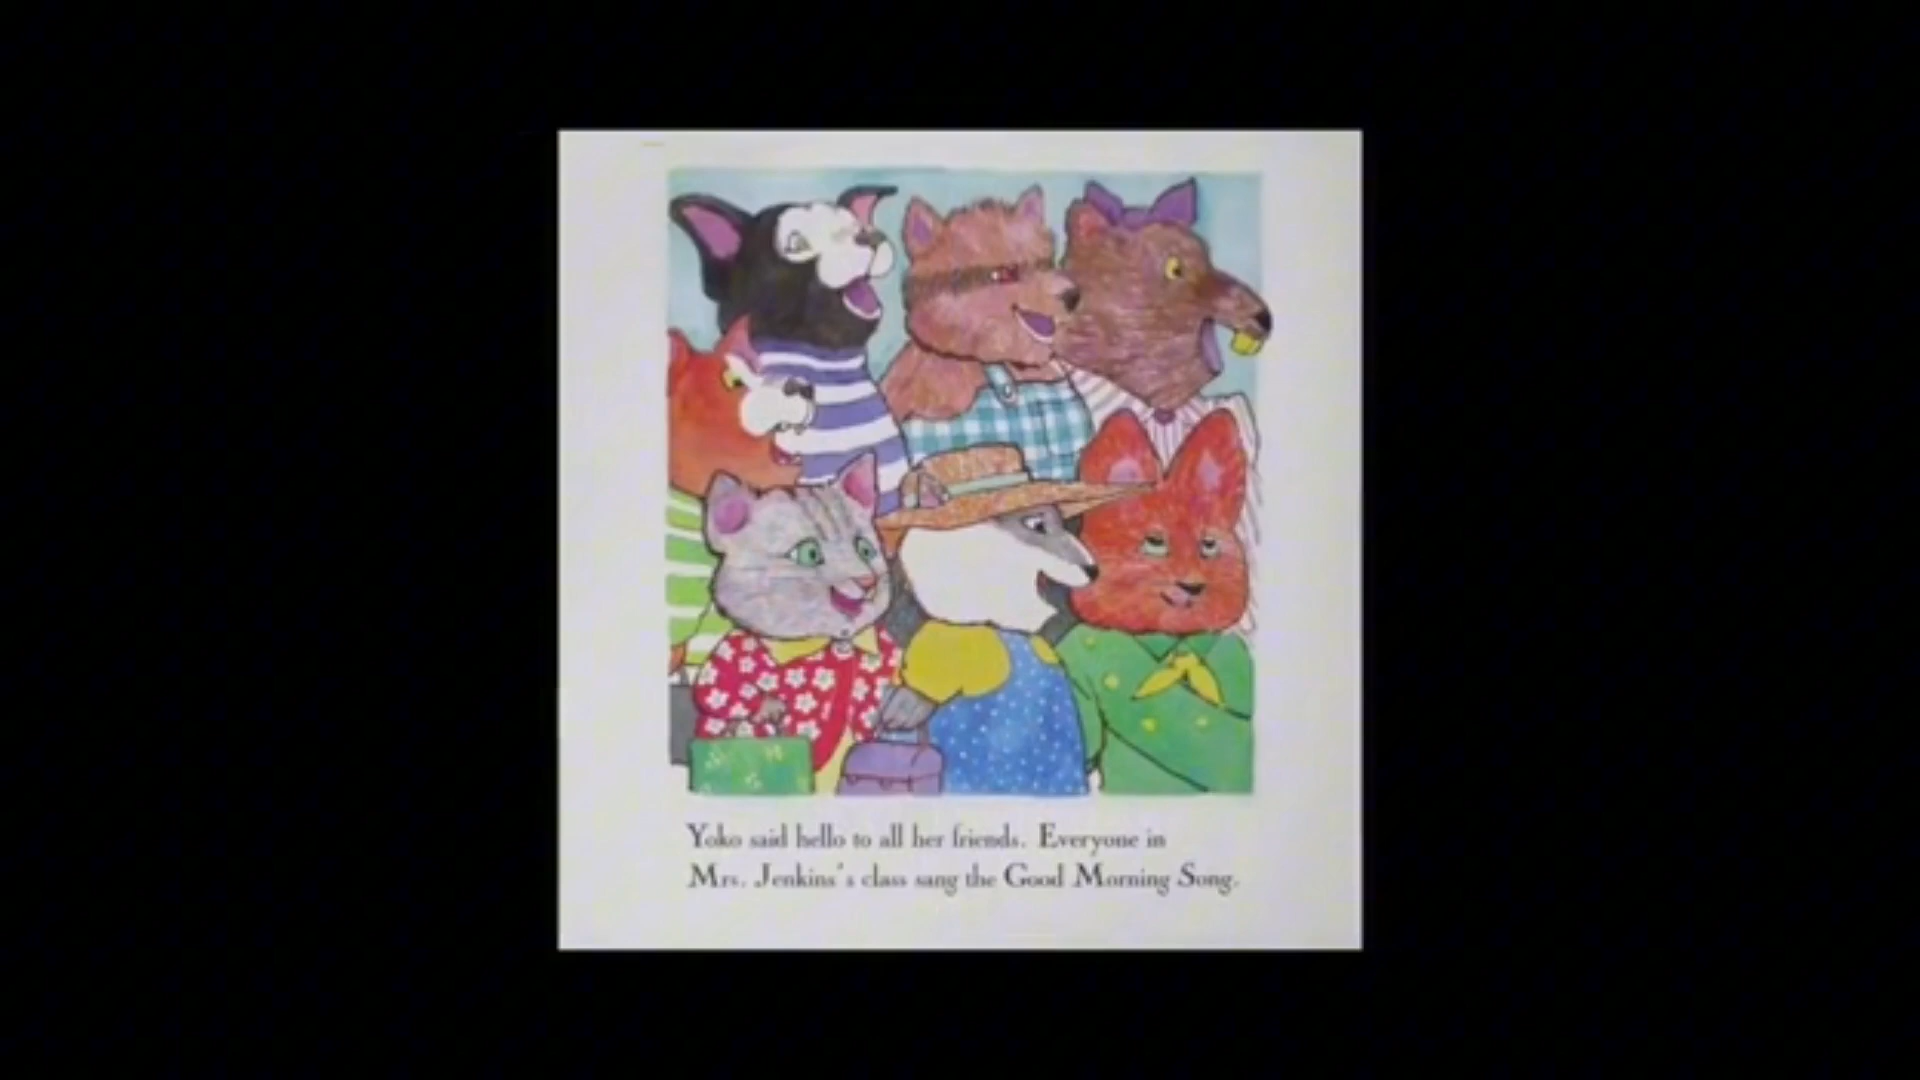 Yoko said hello to all her friends. Everyone in
Mrs. Jenkins's class sang the Good Morning Song.